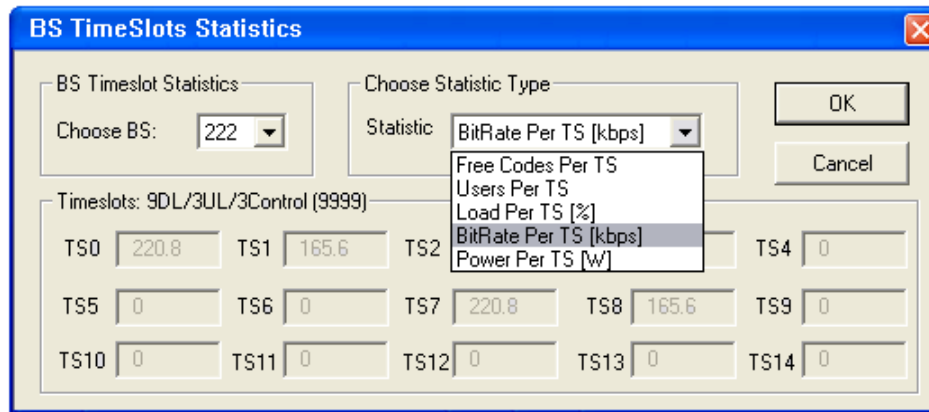 BS TimeSlots Statistics
BS Timeslot Statistics
Choose BS: 222
Choose Statistic Type
Statistic BitRate Per TS [kbps]
Free Codes Per TS
Users Per TS
Load Per TS [%]
BitRate Per TS [kbps]
Power Per TS [W]
OK
Cancel
Timeslots: 9DL/3UL/3Control (9999)
TS0 220.8 TS1 165.6 TS2 TS4 0
TS5 0 TS6 0 TS7 220.8 TS8 165.6 TS9 0
TS10 0 TS11 0 TS12 0 TS13 0 TS14 0